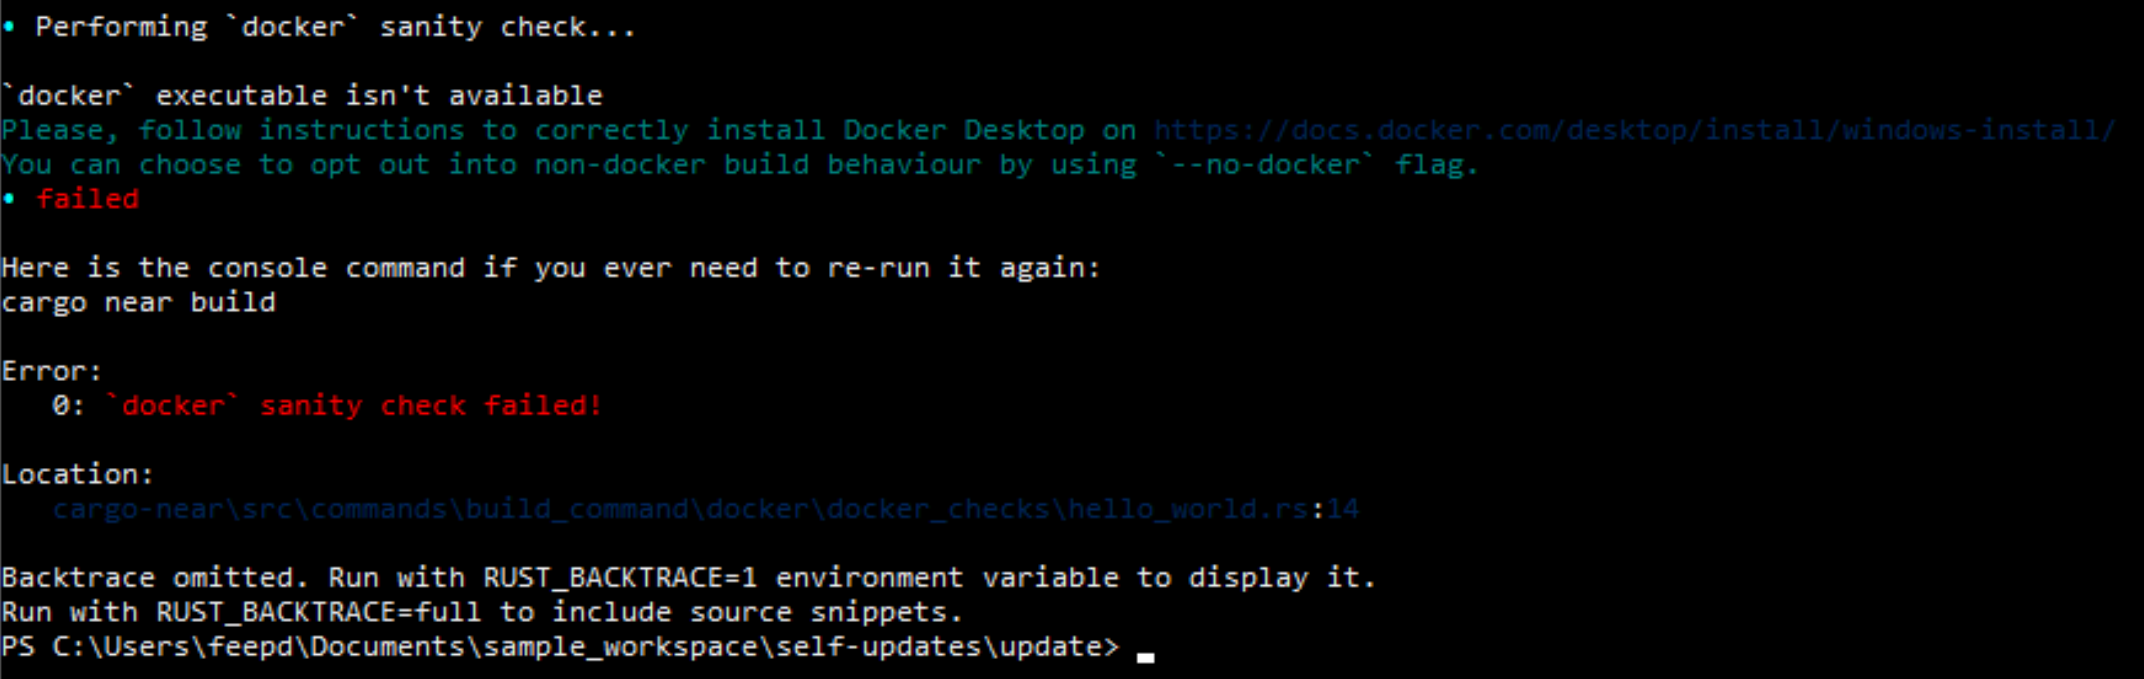 • Performing `docker` sanity check...
`docker` executable isn't available
Please, follow instructions to correctly install Docker Desktop on https://docs.docker.com/desktop/install/windows-install/
You can choose to opt out into non-docker build behaviour by using `--no-docker` flag.
• failed
Here is the console command if you ever need to re-run it again:
cargo near build
Error:
0: `docker` sanity check failed!
Location:
cargo-near\src\commands\build_command\docker\docker_checks\hello_world.rs:14
Backtrace omitted. Run with RUST_BACKTRACE=1 environment variable to display it.
Run with RUST_BACKTRACE=full to include source snippets.
PS C:\Users\feepd\Documents\sample_workspace\self-updates\update>